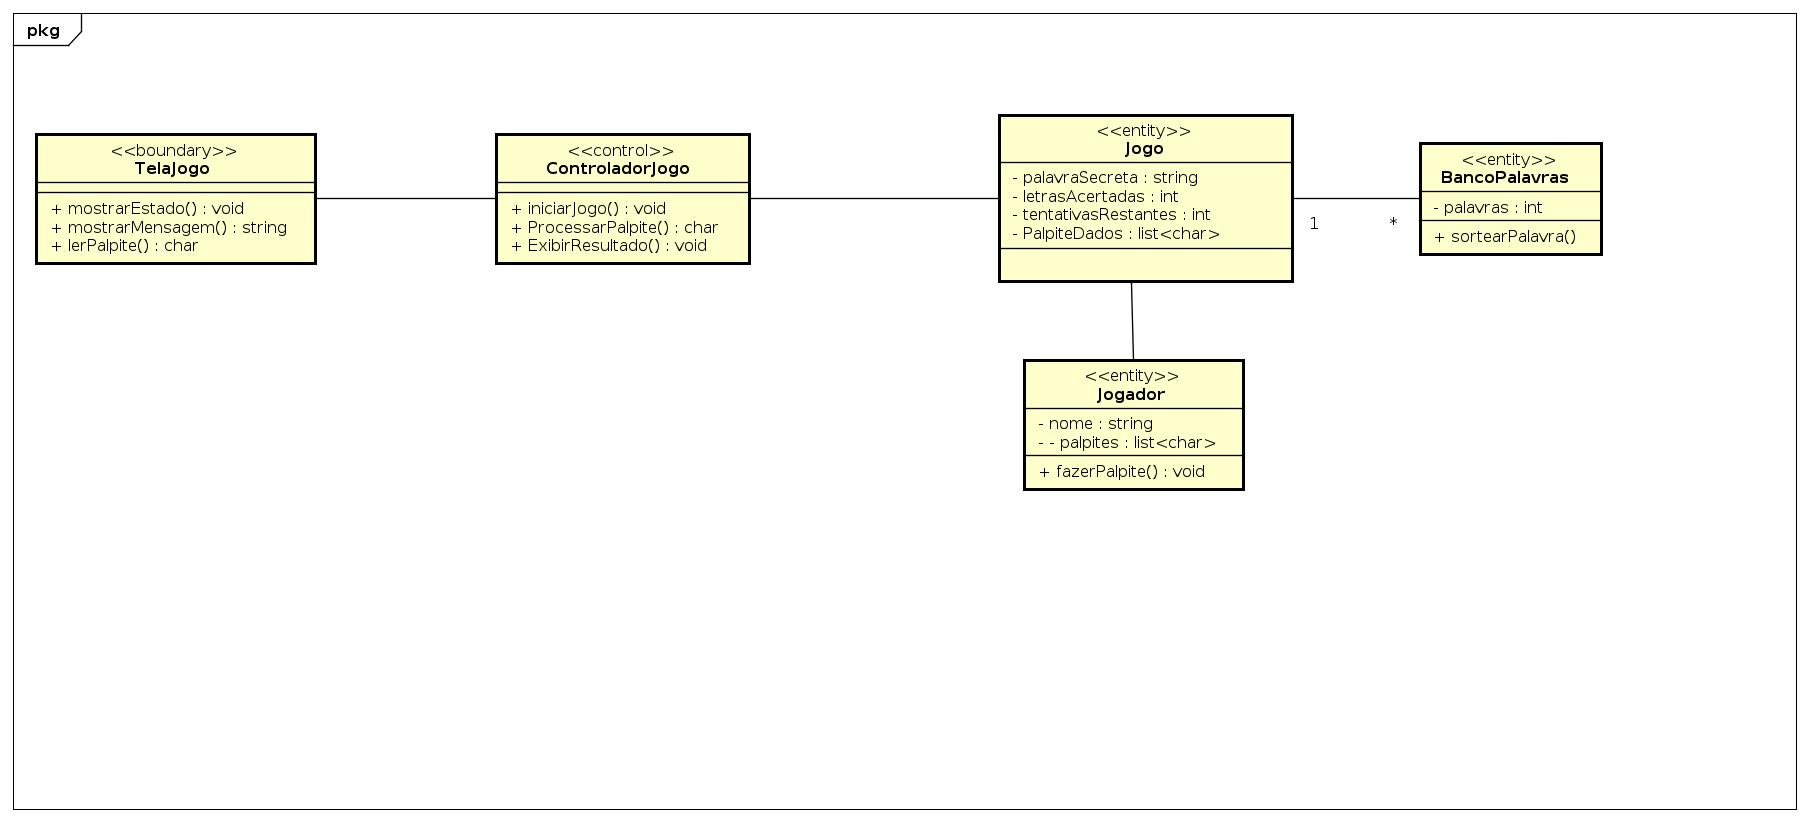 pkg
<<boundary>>
TelaJogo
+ mostrarEstado() : void
+ mostrarMensagem() : string
+ lerPalpite() : char
<<control>>
ControladorJogo
+ iniciarJogo() : void
+ ProcessarPalpite() : char
+ ExibirResultado() : void
<<entity>>
Jogo
- palavraSecreta : string
- letrasAcertadas : int
- tentativasRestantes : int
- PalpiteDados : list<char>
1
*
<<entity>>
BancoPalavras
- palavras : int
+ sortearPalavra()
<<entity>>
Jogador
- nome : string
- - palpites : list<char>
+ fazerPalpite() : void